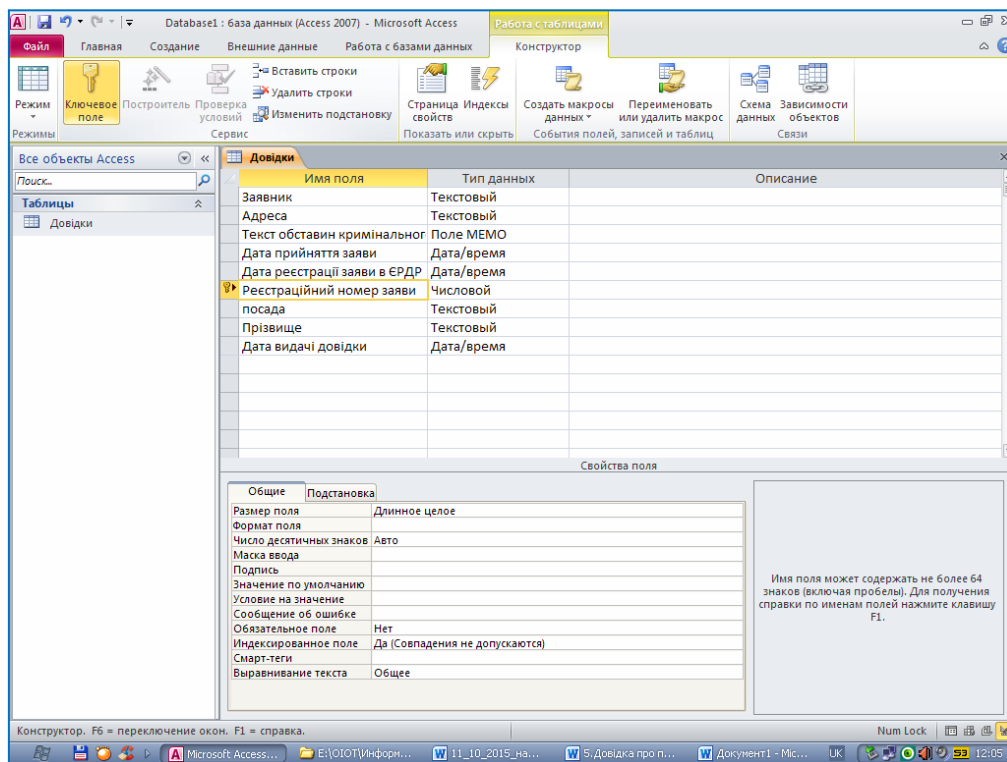 Database1 : база данных (Access 2007) - Microsoft Access
Работа с таблицами
Файл Главная Создание Внешние данные Работа с базами данных Конструктор
Режим Ключевое поле Построитель Проверка условий Вставить строки Удалить строки Изменить подстановку Страница свойств Индексы Создать макросы данных Переименовать или удалить макрос Схема данных Зависимости объектов
Режимы Сервис Показать или скрыть События полей, записей и таблиц Связи
Все объекты Access «
Довідки
Поиск...
Имя поля Тип данных Описание
Таблицы
Довідки
Заявник Текстовый
Адреса Текстовый
Текст обставин кримінальног Поле МЕМО
Дата прийняття заяви Дата/время
Дата реєстрації заяви в ЄРДР Дата/время
Реєстраційний номер заяви Числовой
посада Текстовый
Прізвище Текстовый
Дата видачі довідки Дата/время
Свойства поля
Общие Подстановка
Размер поля Длинное целое
Формат поля
Число десятичных знаков Авто
Маска ввода
Подпись
Значение по умолчанию
Условие на значение
Сообщение об ошибке
Обязательное поле Нет
Индексированное поле Да (Совпадения не допускаются)
Смарт-теги
Выравнивание текста Общее
Имя поля может содержать не более 64
знаков (включая пробелы). Для получения
справки по именам полей нажмите клавишу
F1.
Конструктор. F6 = переключение окон. F1 = справка. Num Lock
Microsoft Access... E:\ОІОТ\Информ... 11_10_2015_на... 5.Довідка про п... Документ1 - Mic... UK 12:05